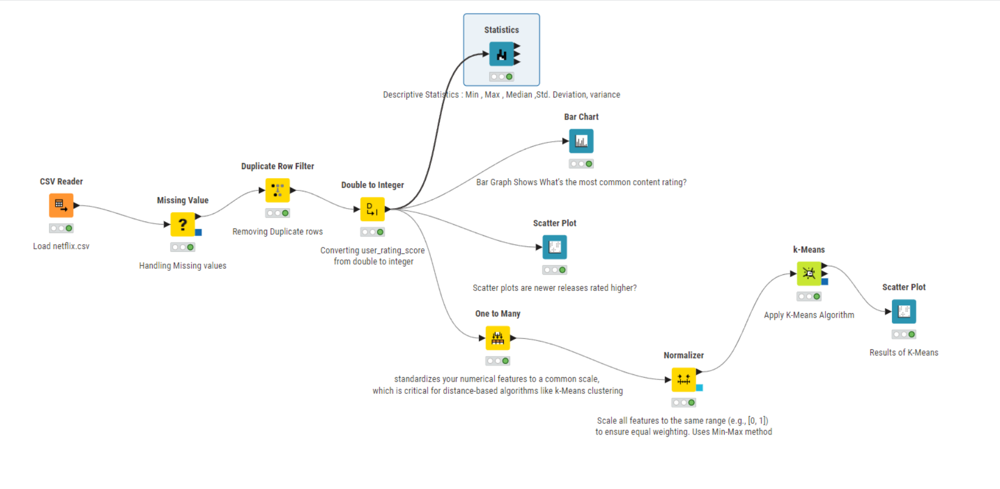 Statistics
Descriptive Statistics : Min , Max , Median ,Std. Deviation, variance
Bar Chart
Bar Graph Shows What's the most common content rating?
Duplicate Row Filter
Removing Duplicate rows
CSV Reader
Load netflix.csv
Missing Value
?
Handling Missing values
Double to Integer
D
I
Converting user_rating_score
from double to integer
Scatter Plot
Scatter plots are newer releases rated higher?
One to Many
standardizes your numerical features to a common scale,
which is critical for distance-based algorithms like k-Means clustering
Normalizer
Scale all features to the same range (e.g., [0, 1])
to ensure equal weighting. Uses Min-Max method
k-Means
Apply K-Means Algorithm
Scatter Plot
Results of K-Means